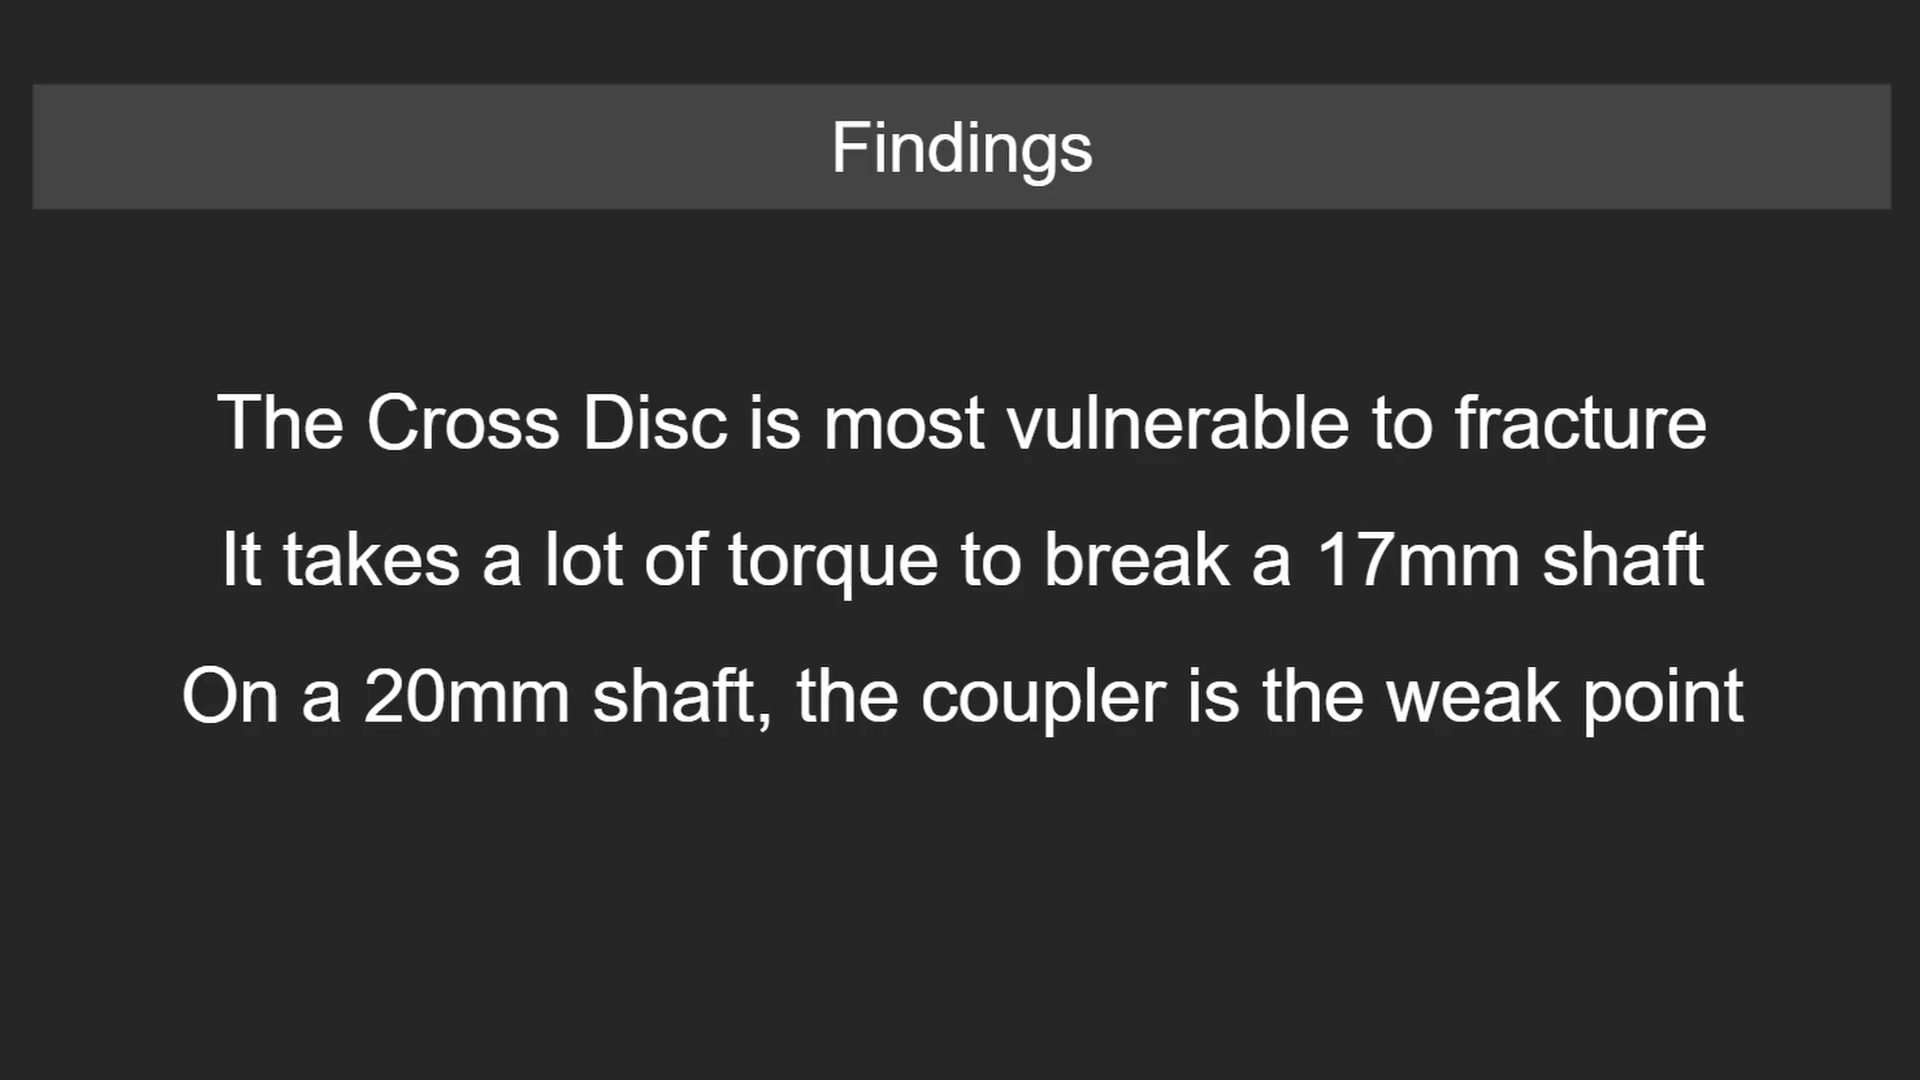 Findings
The Cross Disc is most vulnerable to fracture
It takes a lot of torque to break a 17mm shaft
On a 20mm shaft, the coupler is the weak point